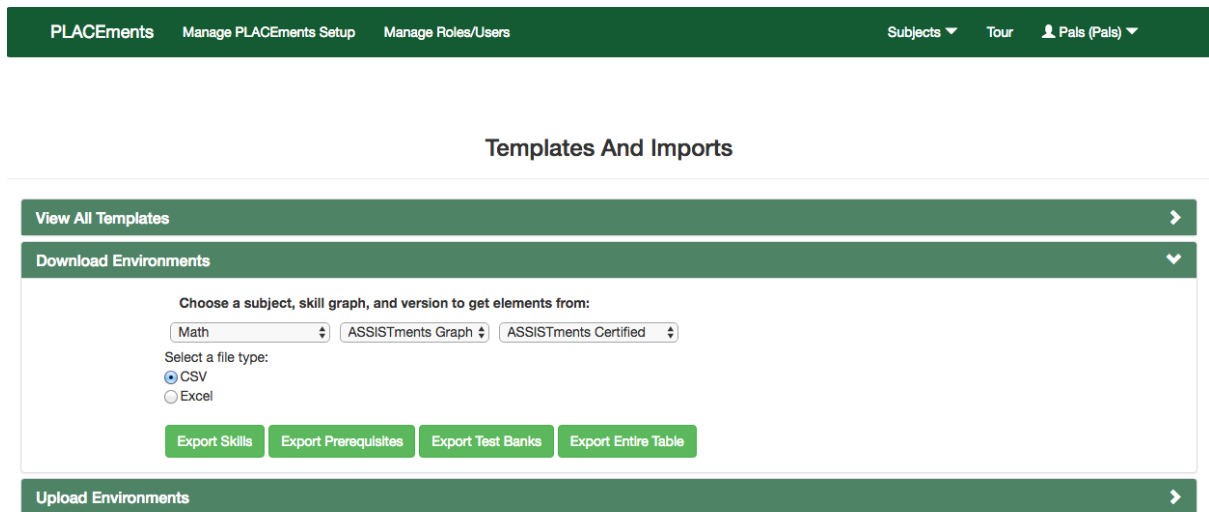 PLACEments Manage PLACEments Setup Manage Roles/Users Subjects Tour Pals (Pals)
Templates And Imports
View All Templates
Download Environments
Choose a subject, skill graph, and version to get elements from:
Math ASSISTments Graph ASSISTments Certified
Select a file type:
CSV
Excel
Export Skills Export Prerequisites Export Test Banks Export Entire Table
Upload Environments